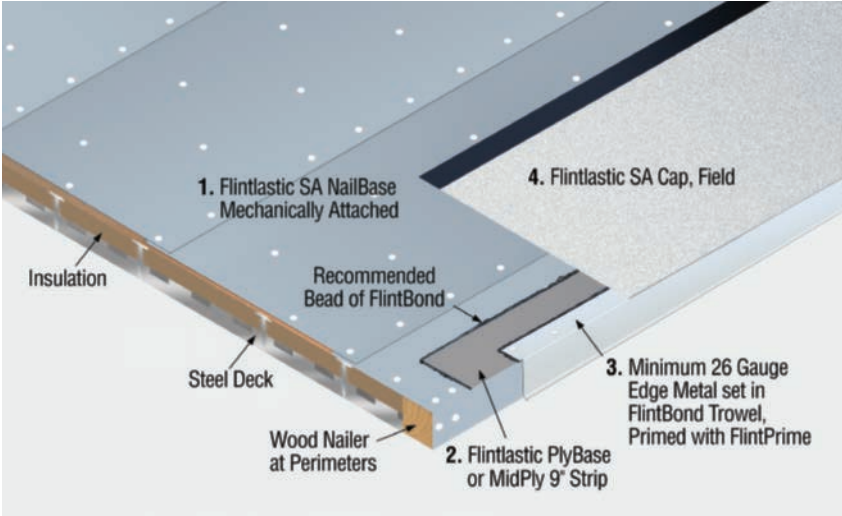 1. Flintlastic SA NailBase
Mechanically Attached
4. Flintlastic SA Cap, Field
Insulation
Recommended
Bead of FlintBond
Steel Deck
3. Minimum 26 Gauge
Edge Metal set in
FlintBond Trowel,
Primed with FlintPrime
Wood Nailer
at Perimeters
2. Flintlastic PlyBase
or MidPly 9" Strip